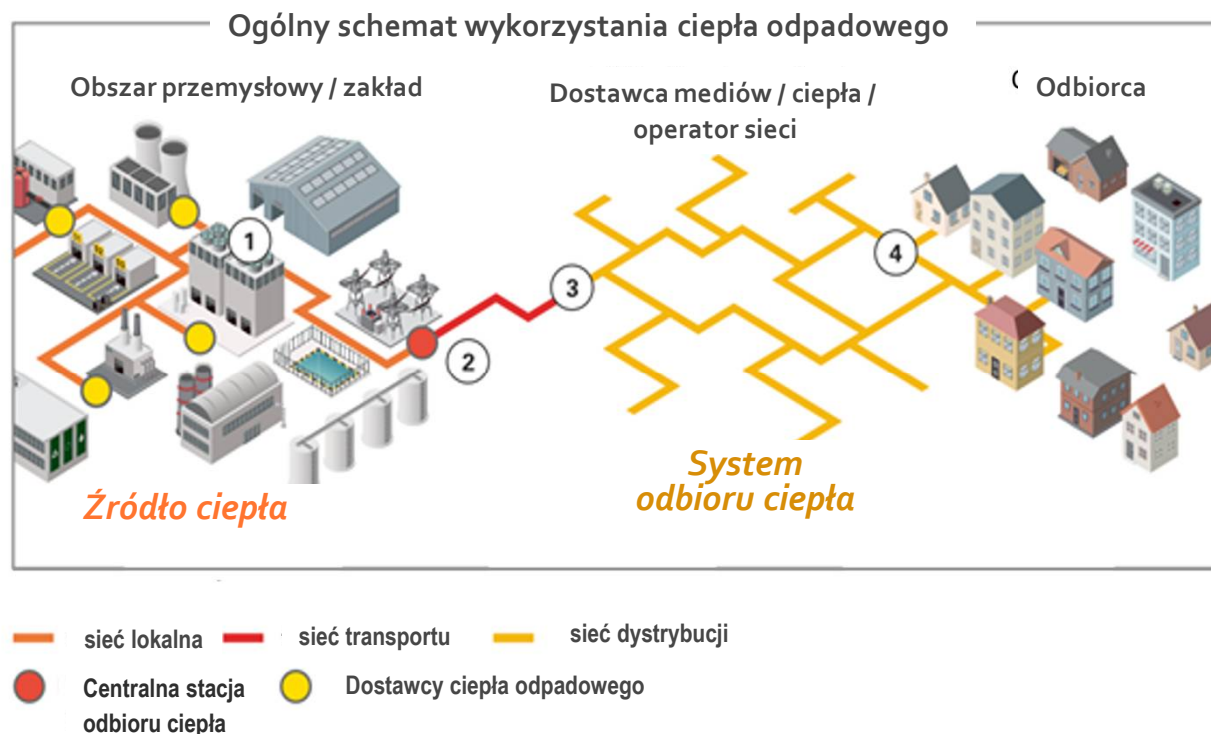 Ogólny schemat wykorzystania ciepła odpadowego
Obszar przemysłowy / zakład
Dostawca mediów / ciepła /
operator sieci
Odbiorca
1
2
3
4
Źródło ciepła
System
odbioru ciepła
sieć lokalna
sieć transportu
sieć dystrybucji
Centralna stacja
odbioru ciepła
Dostawcy ciepła odpadowego